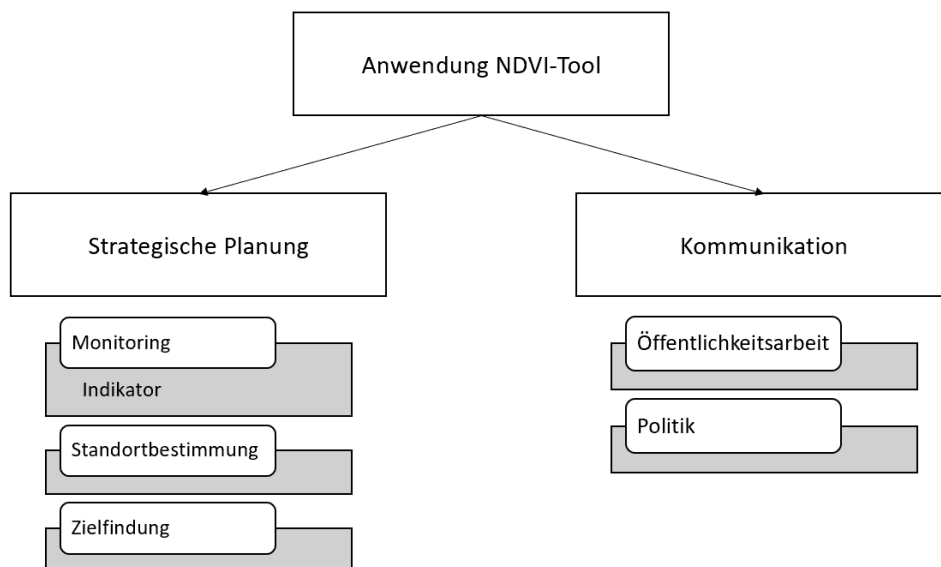 Anwendung NDVI-Tool
Strategische Planung
Monitoring
Indikator
Standortbestimmung
Zielfindung
Kommunikation
Öffentlichkeitsarbeit
Politik